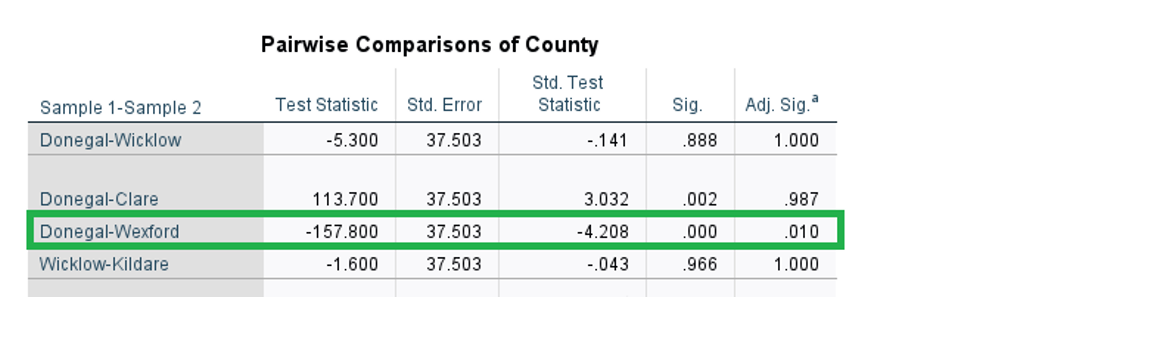 Pairwise Comparisons of County
Sample 1-Sample 2 Test Statistic Std. Error Std. Test Statistic Sig. Adj. Sig.a
Donegal-Wicklow -5.300 37.503 -.141 .888 1.000
Donegal-Clare 113.700 37.503 3.032 .002 .987
Donegal-Wexford -157.800 37.503 -4.208 .000 .010
Wicklow-Kildare -1.600 37.503 -.043 .966 1.000